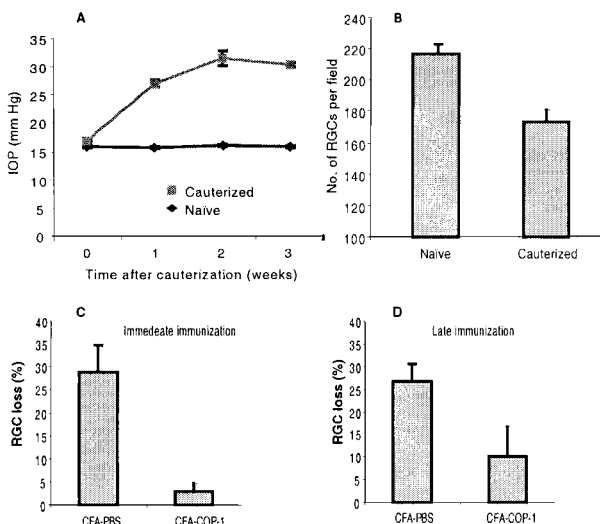 A
IOP (mm Hg)
35
30
25
20
15
10
5
0
Cauterized
Naïve
0 1 2 3
Time after cauterization (weeks)
B
No. of RGCs per field
220
200
180
160
140
120
100
Naïve Cauterized
C
Immedeate immunization
RGC loss (%)
40
35
30
25
20
15
10
5
0
CFA-PBS CFA-COP-1
D
Late immunization
RGC loss (%)
40
35
30
25
20
15
10
5
0
CFA-PBS CFA-COP-1